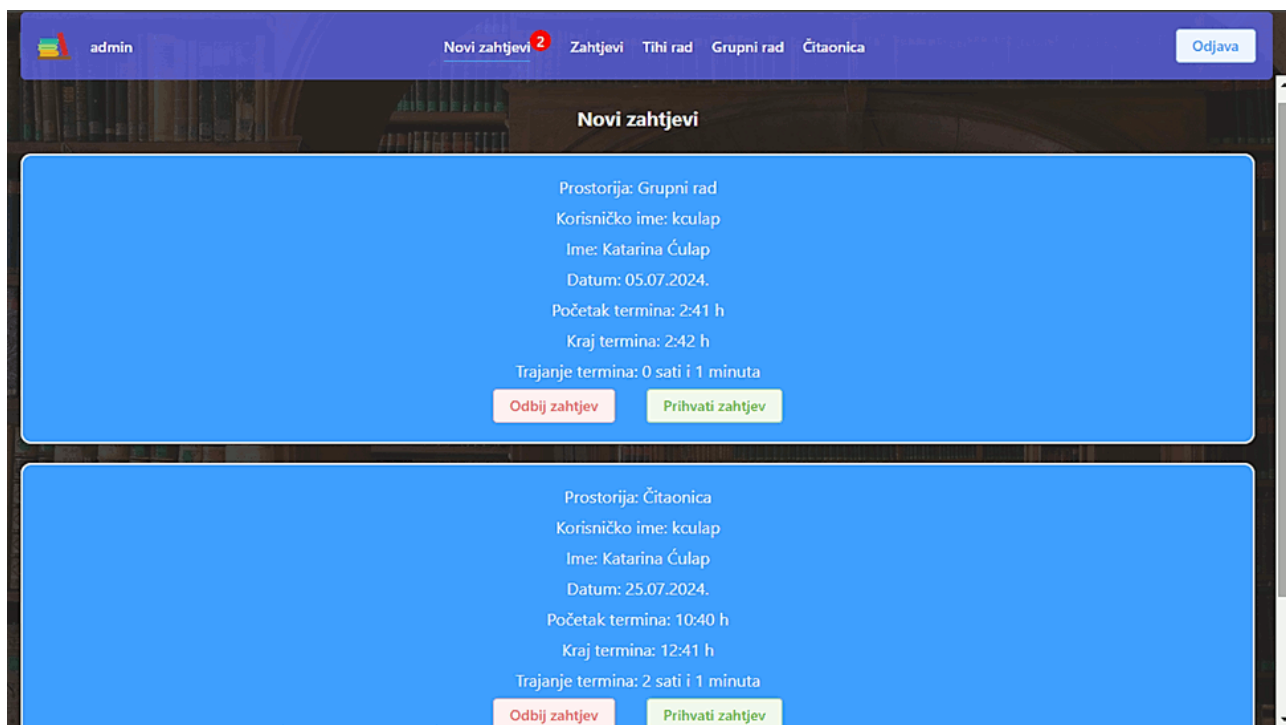 admin
Novi zahtjevi 2 Zahtjevi Tihi rad Grupni rad Čitaonica
Odjava
Novi zahtjevi
Prostorija: Grupni rad
Korisničko ime: kculap
Ime: Katarina Ćulap
Datum: 05.07.2024.
Početak termina: 2:41 h
Kraj termina: 2:42 h
Trajanje termina: 0 sati i 1 minuta
Odbij zahtjev Prihvati zahtjev
Prostorija: Čitaonica
Korisničko ime: kculap
Ime: Katarina Ćulap
Datum: 25.07.2024.
Početak termina: 10:40 h
Kraj termina: 12:41 h
Trajanje termina: 2 sati i 1 minuta
Odbij zahtjev Prihvati zahtjev